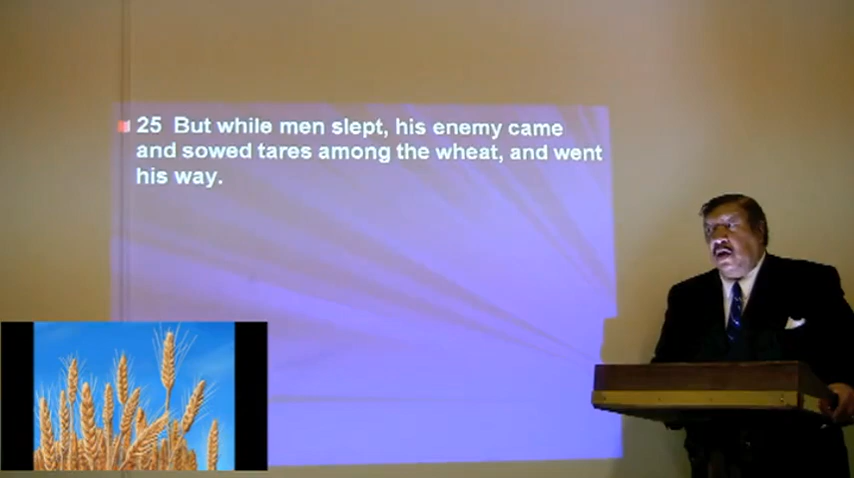 25 But while men slept, his enemy came
and sowed tares among the wheat, and went
his way.